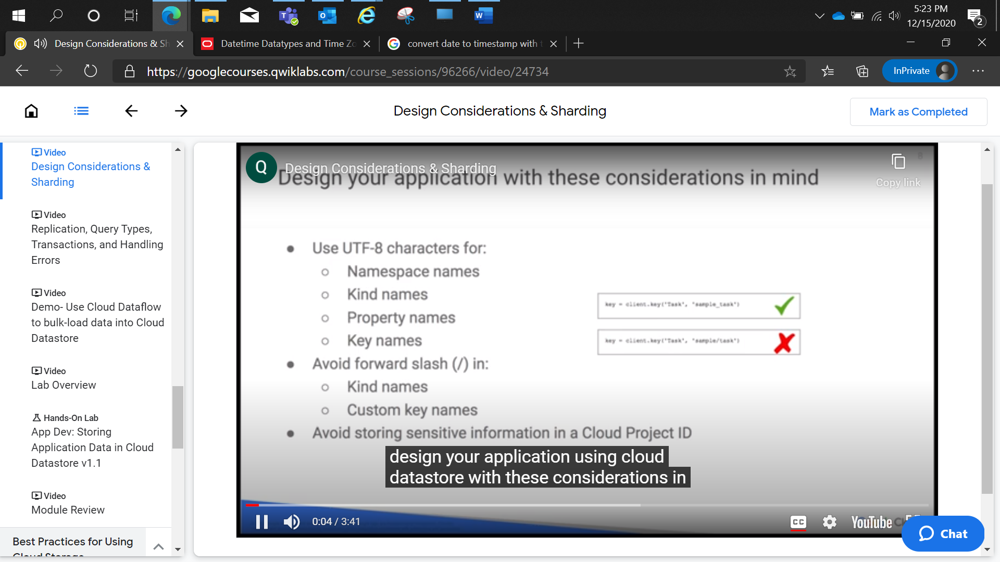 5:23 PM
12/15/2020
2
Design Considerations & Sh
Datetime Datatypes and Time Zo
convert date to timestamp with t
https://googlecourses.qwiklabs.com/course_sessions/96266/video/24734
InPrivate
Design Considerations & Sharding
Mark as Completed
Video
Design Considerations &
Sharding
Video
Replication, Query Types,
Transactions, and Handling
Errors
Video
Demo- Use Cloud Dataflow
to bulk-load data into Cloud
Datastore
Video
Lab Overview
Hands-On Lab
App Dev: Storing
Application Data in Cloud
Datastore v1.1
Video
Module Review
Best Practices for Using
Cloud Storage
Q
Design Considerations & Sharding
Copy link
Design your application with these considerations in mind
● Use UTF-8 characters for:
○ Namespace names
○ Kind names
○ Property names
○ Key names
● Avoid forward slash (/) in:
○ Kind names
○ Custom key names
● Avoid storing sensitive information in a Cloud Project ID
key = client.key('Task', 'sample_task')
key = client.key('Task', 'sample/task')
design your application using cloud
datastore with these considerations in
0:04 / 3:41
CC
YouTube
Chat